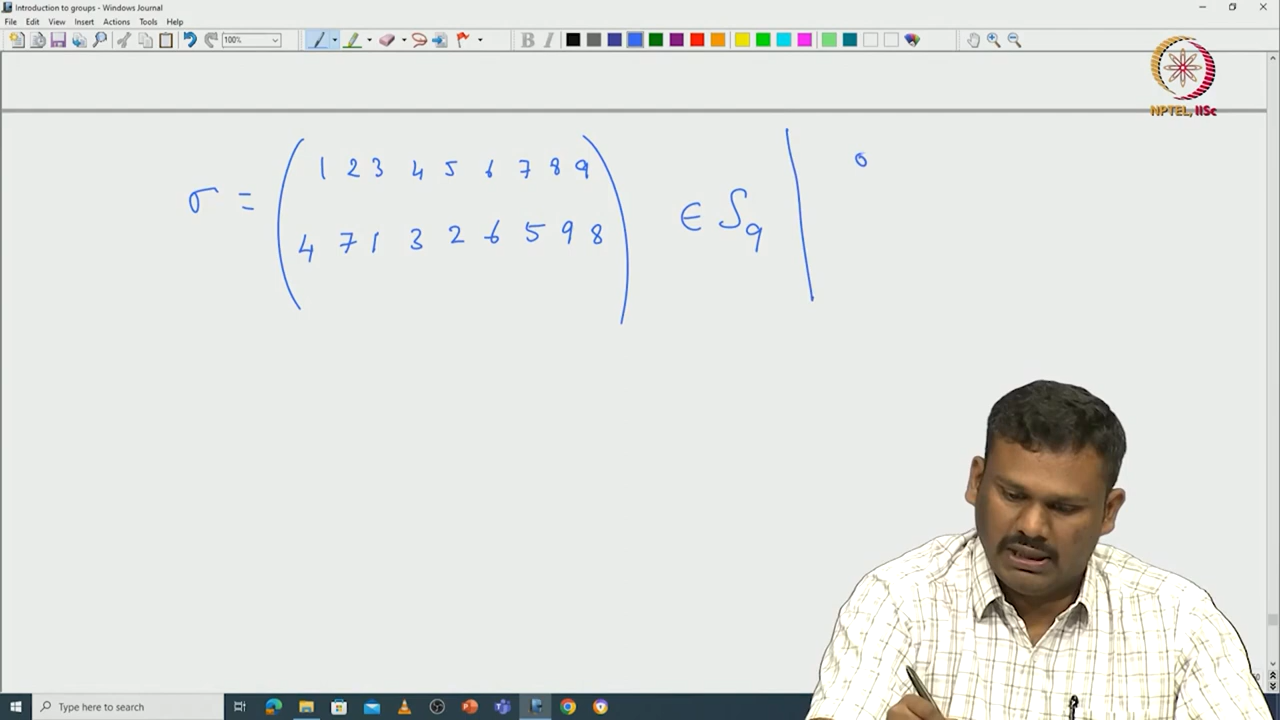 Introduction to groups - Windows Journal
File Edit View Insert Actions Tools Help
100%
NPTEL, IISc
1 2 3 4 5 6 7 8 9
σ = ∈ S9
4 7 1 3 2 6 5 9 8
Type here to search